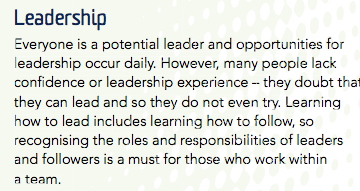 Leadership
Everyone is a potential leader and opportunities for
leadership occur daily. However, many people lack
confidence or leadership experience – they doubt that
they can lead and so they do not even try. Learning
how to lead includes learning how to follow, so
recognising the roles and responsibilities of leaders
and followers is a must for those who work within
a team.